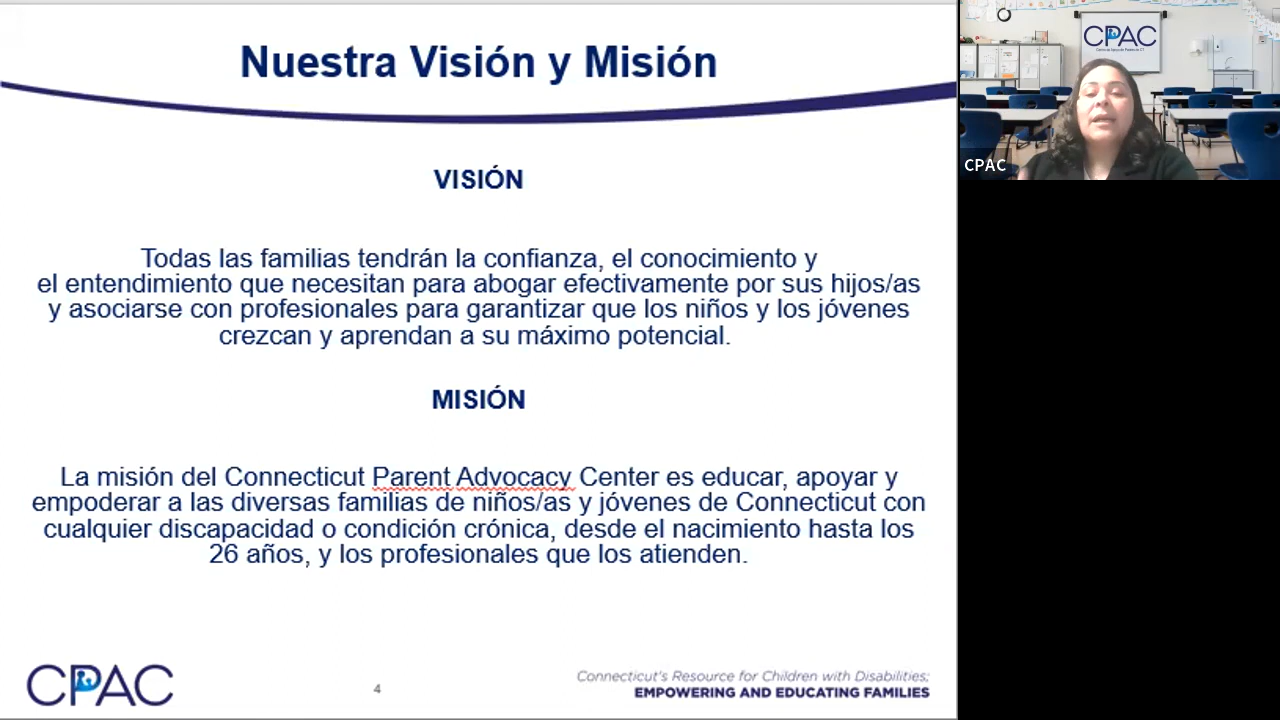 Nuestra Visión y Misión
VISIÓN
Todas las familias tendrán la confianza, el conocimiento y
el entendimiento que necesitan para abogar efectivamente por sus hijos/as
y asociarse con profesionales para garantizar que los niños y los jóvenes
crezcan y aprendan a su máximo potencial.
MISIÓN
La misión del Connecticut Parent Advocacy Center es educar, apoyar y
empoderar a las diversas familias de niños/as y jóvenes de Connecticut con
cualquier discapacidad o condición crónica, desde el nacimiento hasta los
26 años, y los profesionales que los atienden.
CPAC
4
Connecticut's Resource for Children with Disabilities;
EMPOWERING AND EDUCATING FAMILIES
CPAC
CPAC